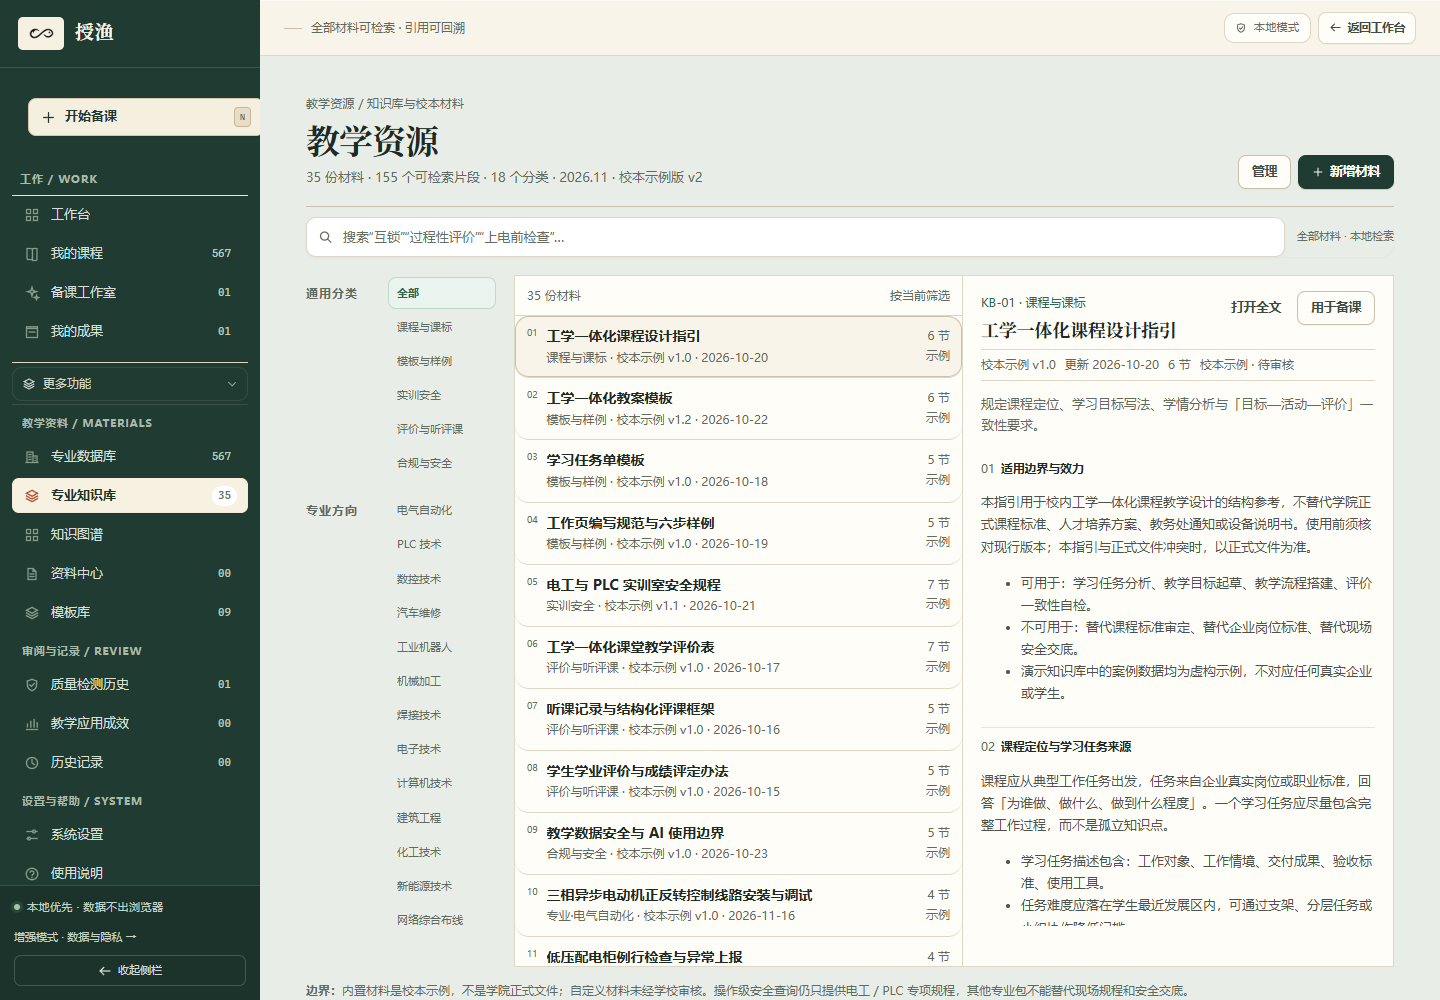 授渔
开始备课 N
工作 / WORK
工作台
我的课程 567
备课工作室 01
我的成果 01
更多功能
教学资料 / MATERIALS
专业数据库 567
专业知识库 35
知识图谱
资料中心 00
模板库 09
审阅与记录 / REVIEW
质量检测历史 01
教学应用成效 00
历史记录 00
设置与帮助 / SYSTEM
系统设置
使用说明
本地优先 · 数据不出浏览器
增强模式 · 数据与隐私 →
← 收起侧栏
全部材料可检索 · 引用可回溯
本地模式
← 返回工作台
教学资源 / 知识库与校本材料
教学资源
35 份材料 · 155 个可检索片段 · 18 个分类 · 2026.11 · 校本示例版 v2
管理
+ 新增材料
搜索“互锁”“过程性评价”“上电前检查”…
全部材料 · 本地检索
通用分类
全部
课程与课标
模板与样例
实训安全
评价与听评课
合规与安全
专业方向
电气自动化
PLC 技术
数控技术
汽车维修
工业机器人
机械加工
焊接技术
电子技术
计算机技术
建筑工程
化工技术
新能源技术
网络综合布线
35 份材料 按当前筛选
01 工学一体化课程设计指引 6 节
课程与课标 · 校本示例 v1.0 · 2026-10-20 示例
02 工学一体化教案模板 6 节
模板与样例 · 校本示例 v1.2 · 2026-10-22 示例
03 学习任务单模板 5 节
模板与样例 · 校本示例 v1.0 · 2026-10-18 示例
04 工作页编写规范与六步样例 5 节
模板与样例 · 校本示例 v1.0 · 2026-10-19 示例
05 电工与 PLC 实训室安全规程 7 节
实训安全 · 校本示例 v1.1 · 2026-10-21 示例
06 工学一体化课堂教学评价表 7 节
评价与听评课 · 校本示例 v1.0 · 2026-10-17 示例
07 听课记录与结构化评课框架 5 节
评价与听评课 · 校本示例 v1.0 · 2026-10-16 示例
08 学生学业评价与成绩评定办法 5 节
评价与听评课 · 校本示例 v1.0 · 2026-10-15 示例
09 教学数据安全与 AI 使用边界 5 节
合规与安全 · 校本示例 v1.0 · 2026-10-23 示例
10 三相异步电动机正反转控制线路安装与调试 4 节
专业·电气自动化 · 校本示例 v1.0 · 2026-11-16 示例
11 低压配电柜例行检查与异常上报 4 节
KB-01 · 课程与课标
工学一体化课程设计指引
打开全文
用于备课
校本示例 v1.0 更新 2026-10-20 6 节 校本示例 · 待审核
规定课程定位、学习目标写法、学情分析与「目标—活动—评价」一
致性要求。
01 适用边界与效力
本指引用于校内工学一体化课程教学设计的结构参考，不替代学院正
式课程标准、人才培养方案、教务处通知或设备说明书。使用前须核
对现行版本；本指引与正式文件冲突时，以正式文件为准。
• 可用于：学习任务分析、教学目标起草、教学流程搭建、评价
一致性自检。
• 不可用于：替代课程标准审定、替代企业岗位标准、替代现场
安全交底。
• 演示知识库中的案例数据均为虚构示例，不对应任何真实企业
或学生。
02 课程定位与学习任务来源
课程应从典型工作任务出发，任务来自企业真实岗位或职业标准，回
答「为谁做、做什么、做到什么程度」。一个学习任务应尽量包含完
整工作过程，而不是孤立知识点。
• 学习任务描述包含：工作对象、工作情境、交付成果、验收标
准、使用工具。
• 任务难度应落在学生最近发展区内，可通过支架、分层任务或
边界：内置材料是校本示例，不是学院正式文件；自定义材料未经学校审核。操作级安全查询仍只提供电工 / PLC 专项规程，其他专业包不能替代现场规程和安全交底。